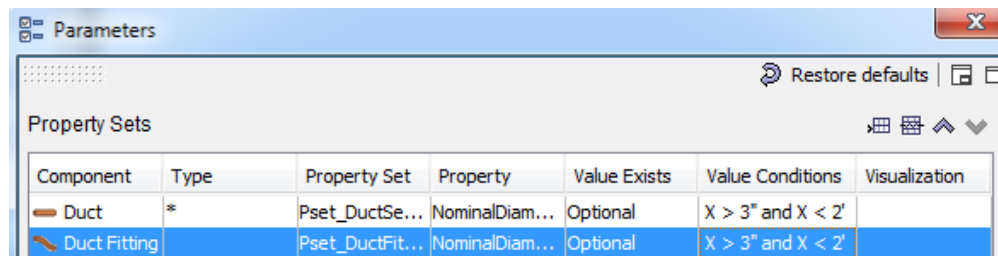 Parameters
Restore defaults
Property Sets
Component Type Property Set Property Value Exists Value Conditions Visualization
Duct * Pset_DuctSe... NominalDiam... Optional X > 3" and X < 2'
Duct Fitting Pset_DuctFit... NominalDiam... Optional X > 3" and X < 2'